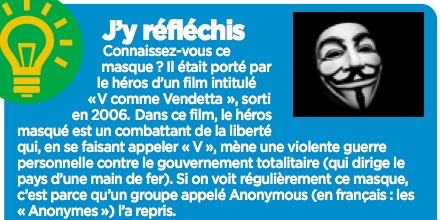 J'y réfléchis
Connaissez-vous ce
masque ? Il était porté par
le héros d'un film intitulé
« V comme Vendetta », sorti
en 2006. Dans ce film, le héros
masqué est un combattant de la liberté
qui, en se faisant appeler « V », mène une violente guerre
personnelle contre le gouvernement totalitaire (qui dirige le
pays d'une main de fer). Si on voit régulièrement ce masque,
c'est parce qu'un groupe appelé Anonymous (en français : les
« Anonymes ») l'a repris.